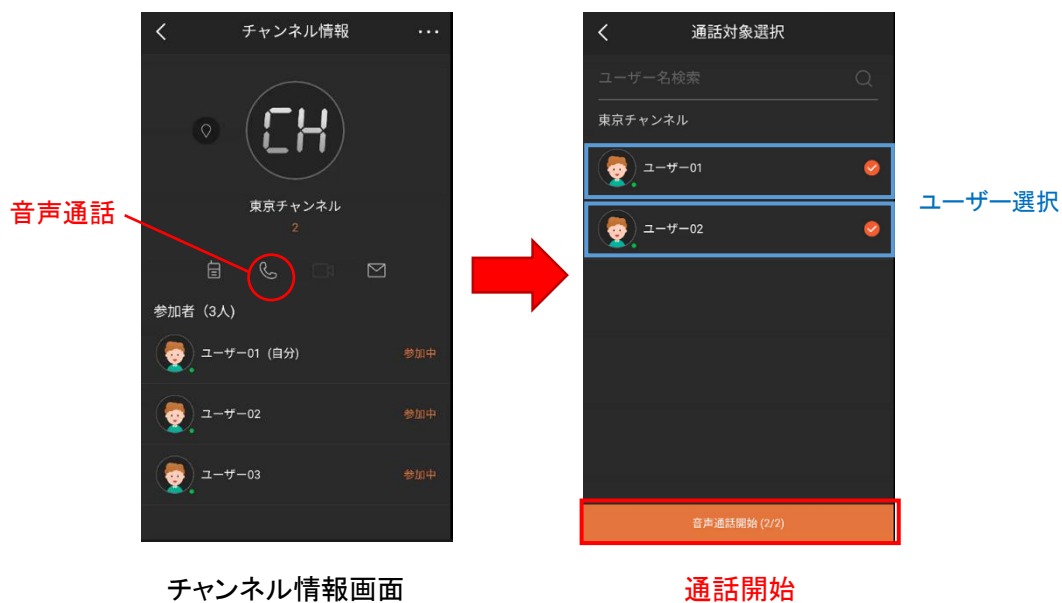 チャンネル情報
東京チャンネル
2
参加者（3人)
ユーザー01 (自分)
参加中
ユーザー02
参加中
ユーザー03
参加中
音声通話
チャンネル情報画面
通話対象選択
ユーザー名検索
東京チャンネル
ユーザー01
ユーザー02
ユーザー選択
音声通話開始 (2/2)
通話開始
CH